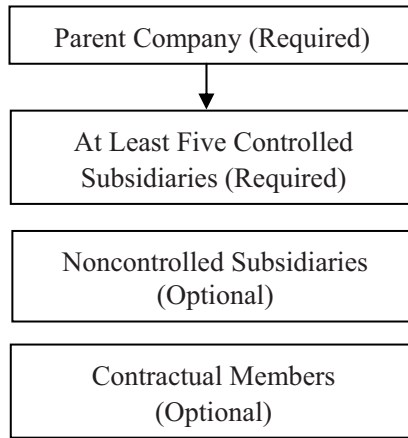 Parent Company (Required)
At Least Five Controlled
Subsidiaries (Required)
Noncontrolled Subsidiaries
(Optional)
Contractual Members
(Optional)